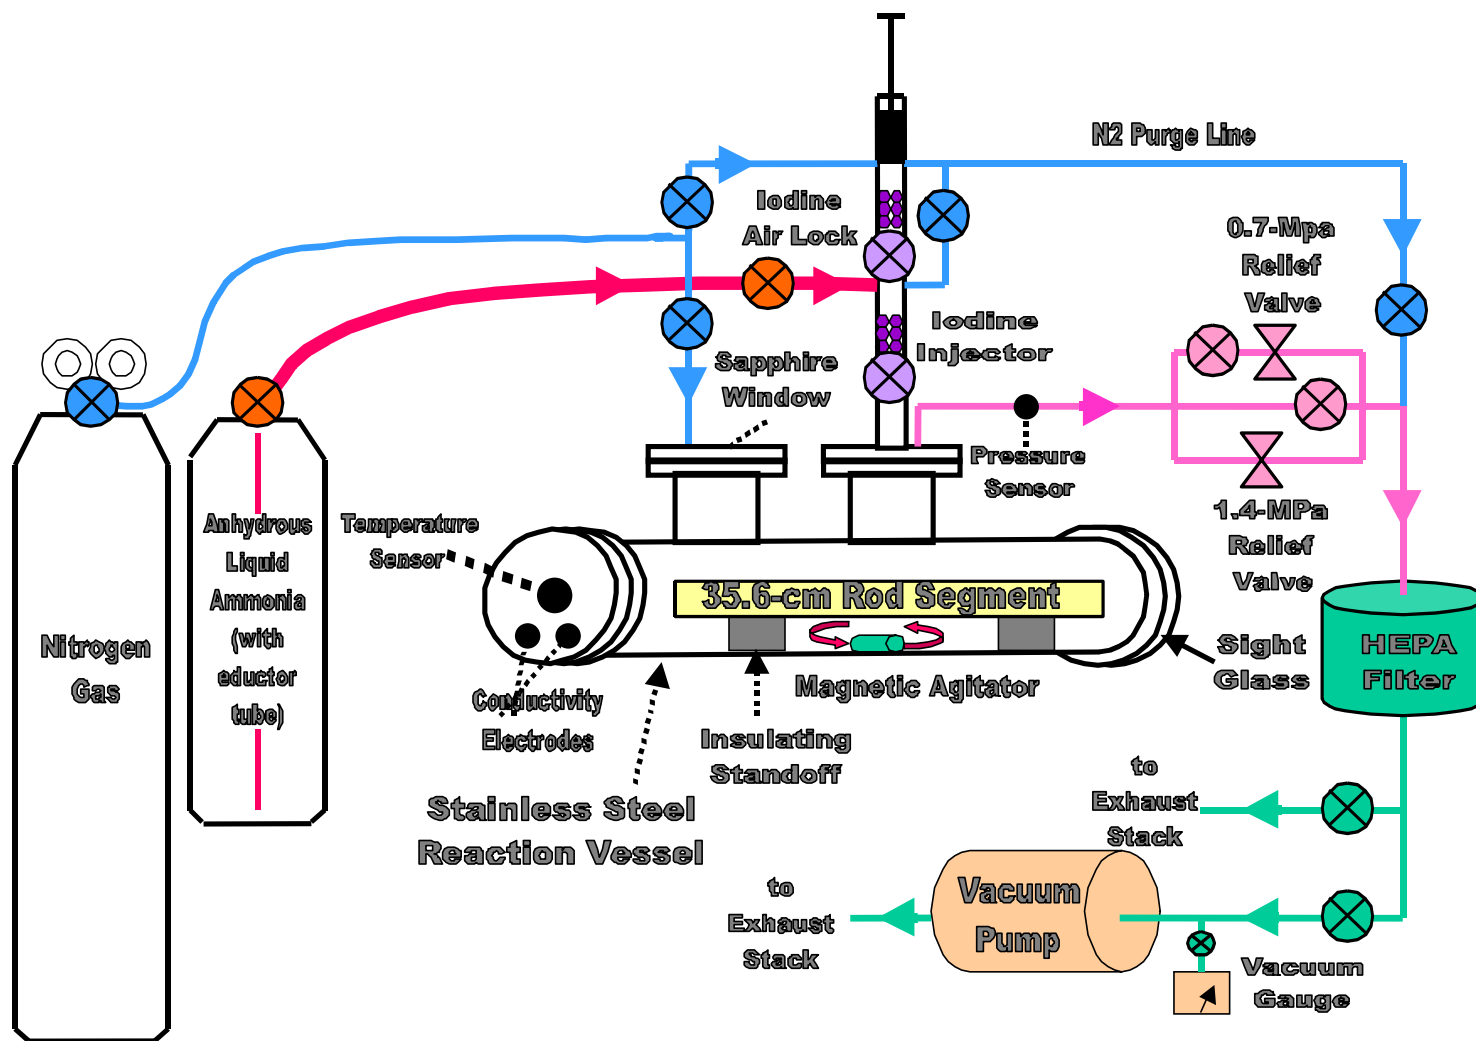 N2 Purge Line
Iodine
Air Lock
0.7-Mpa
Relief
Valve
Iodine
Injector
Sapphire
Window
Pressure
Sensor
1.4-MPa
Relief
Valve
Temperature
Sensor
Anhydrous
Liquid
Ammonia
(with
eductor
tube)
Nitrogen
Gas
35.6-cm Rod Segment
Sight
Glass
HEPA
Filter
Conductivity
Electrodes
Magnetic Agitator
Insulating
Standoff
Stainless Steel
Reaction Vessel
to
Exhaust
Stack
Vacuum
Pump
to
Exhaust
Stack
Vacuum
Gauge